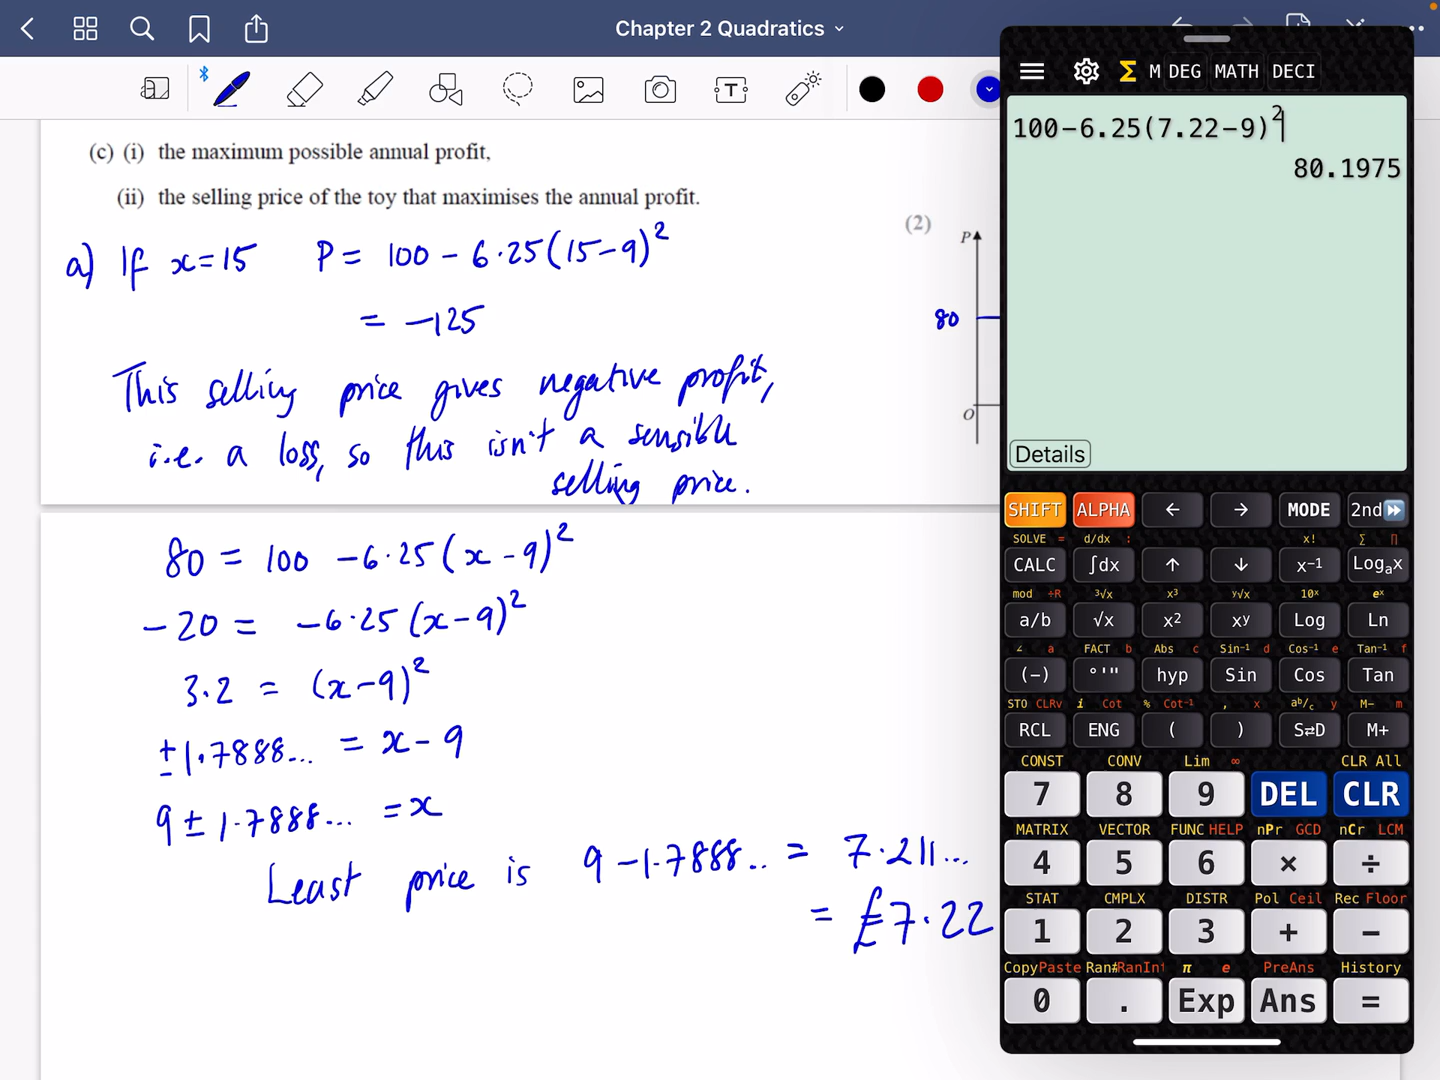 Chapter 2 Quadratics
(c) (i) the maximum possible annual profit,
(ii) the selling price of the toy that maximises the annual profit.
(2)
P
80
O
a) If x=15 P = 100 - 6.25(15-9)²
= -125
This selling price gives negative profit,
i.e. a loss, so this isn't a sensible
selling price.
80 = 100 - 6.25(x-9)²
-20 = -6.25(x-9)²
3.2 = (x-9)²
±1.7888... = x-9
9 ± 1.7888... = x
Least price is 9 - 1.7888.. = 7.211...
= £7.22
Σ M DEG MATH DECI
100-6.25(7.22-9)²
80.1975
Details
SHIFT ALPHA ← → MODE 2nd
SOLVE = d/dx : x! Σ ∏
CALC ∫dx ↑ ↓ x⁻¹ Logₐx
mod ÷R ³√x x³ ʸ√x 10ˣ eˣ
a/b √x x² xʸ Log Ln
∠ a FACT b Abs c Sin⁻¹ d Cos⁻¹ e Tan⁻¹ f
(-) °'" hyp Sin Cos Tan
STO CLRv i Cot % Cot⁻¹ , x aᵇ/c y M- m
RCL ENG ( ) S⇄D M+
CONST CONV Lim ∞ CLR All
7 8 9 DEL CLR
MATRIX VECTOR FUNC HELP nPr GCD nCr LCM
4 5 6 × ÷
STAT CMPLX DISTR Pol Ceil Rec Floor
1 2 3 + −
Copy Paste Ran# RanInt π e PreAns History
0 . Exp Ans =